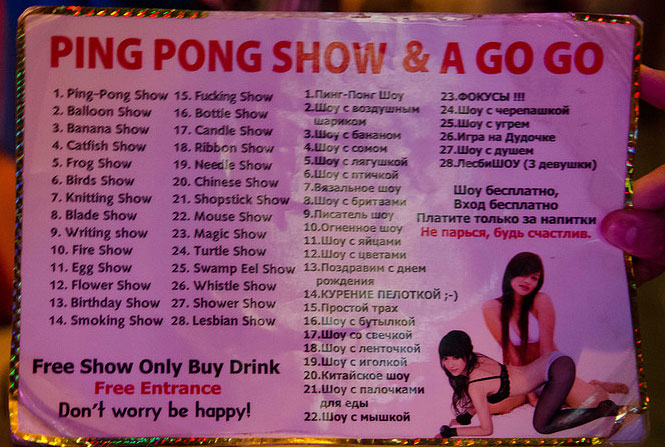 PING PONG SHOW & A GO GO
1. Ping-Pong Show
2. Balloon Show
3. Banana Show
4. Catfish Show
5. Frog Show
6. Birds Show
7. Knitting Show
8. Blade Show
9. Writing show
10. Fire Show
11. Egg Show
12. Flower Show
13. Birthday Show
14. Smoking Show
15. Fucking Show
16. Bottle Show
17. Candle Show
18. Ribbon Show
19. Needle Show
20. Chinese Show
21. Shopstick Show
22. Mouse Show
23. Magic Show
24. Turtle Show
25. Swamp Eel Show
26. Whistle Show
27. Shower Show
28. Lesbian Show
Free Show Only Buy Drink
Free Entrance
Don't worry be happy!
1.Пинг-Понг Шоу
2.Шоу с воздушным
шариком
3.Шоу с бананом
4.Шоу с сомом
5.Шоу с лягушкой
6.Шоу с птичкой
7.Вязальное шоу
8.Шоу с бритвами
9.Писатель шоу
10.Огненное шоу
11.Шоу с яйцами
12.Шоу с цветами
13.Поздравим с днем
рождения
14.КУРЕНИЕ ПЕЛОТКОЙ ;-)
15.Простой трах
16.Шоу с бутылкой
17.Шоу со свечкой
18.Шоу с ленточкой
19.Шоу с иголкой
20.Китайское шоу
21.Шоу с палочками
для еды
22.Шоу с мышкой
23.ФОКУСЫ !!!
24.Шоу с черепашкой
25.Шоу с угрем
26.Игра на Дудочке
27.Шоу с душем
28.ЛесбиШОУ (3 девушки)
Шоу бесплатно,
Вход бесплатно
Платите только за напитки
Не парься, будь счастлив.